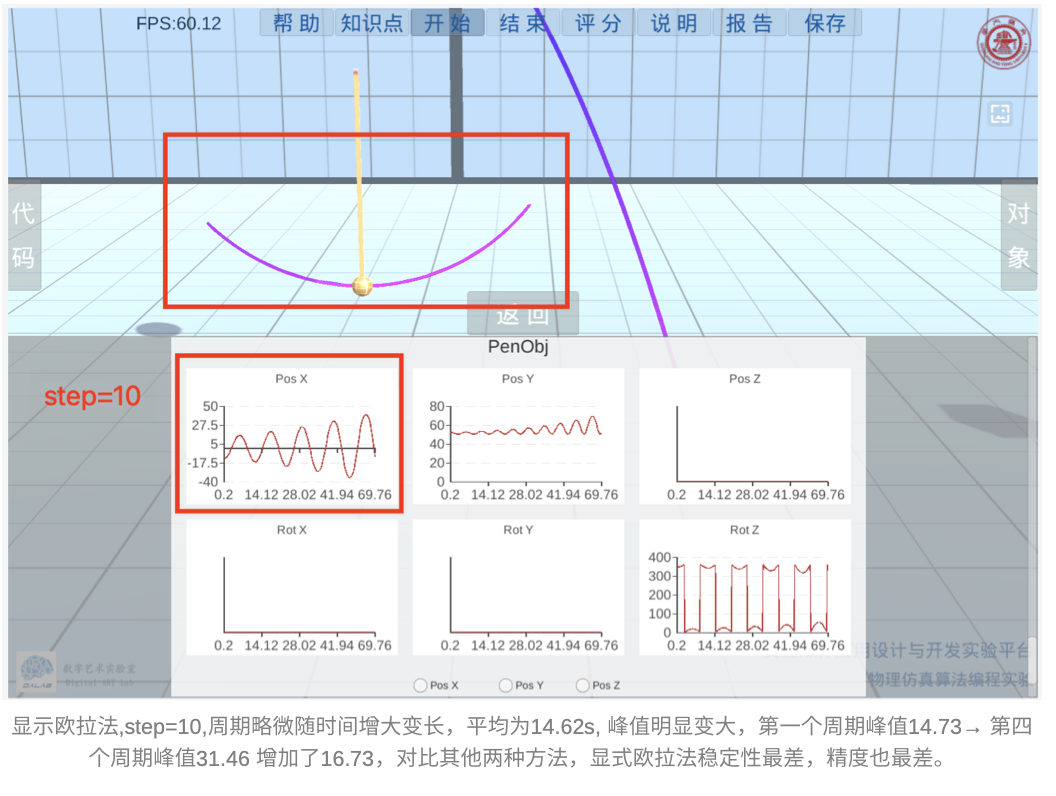 FPS:60.12
帮 助
知识点
开 始
结 束
评 分
说 明
报 告
保存
代
码
对
象
返 回
PenObj
step=10
Pos X
50
27.5
5
-17.5
-40
0.2 14.12 28.02 41.94 69.76
Pos Y
80
60
40
20
0
0.2 14.12 28.02 41.94 69.76
Pos Z
0.2 14.12 28.02 41.94 69.76
Rot X
0.2 14.12 28.02 41.94 69.76
Rot Y
0.2 14.12 28.02 41.94 69.76
Rot Z
400
300
200
100
0
0.2 14.12 28.02 41.94 69.76
Pos X
Pos Y
Pos Z
DALAB
数字艺术实验室
Digital ART Lab
用设计与开发实验平台
物理仿真算法编程实验
显示欧拉法,step=10,周期略微随时间增大变长，平均为14.62s, 峰值明显变大，第一个周期峰值14.73→ 第四
个周期峰值31.46 增加了16.73，对比其他两种方法，显式欧拉法稳定性最差，精度也最差。